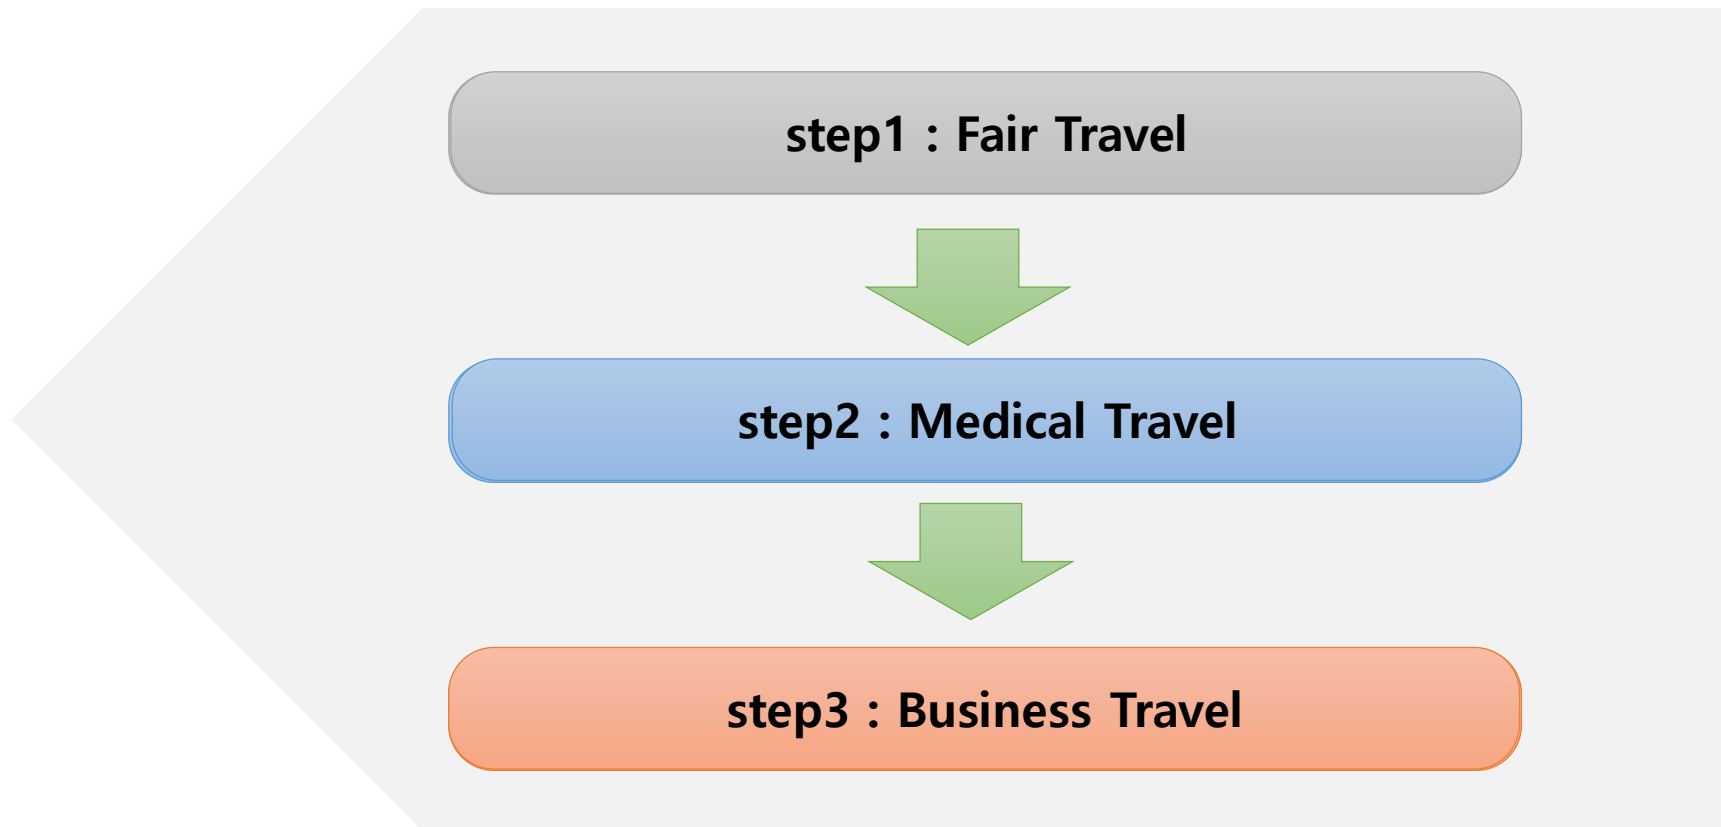 step1 : Fair Travel
step2 : Medical Travel
step3 : Business Travel